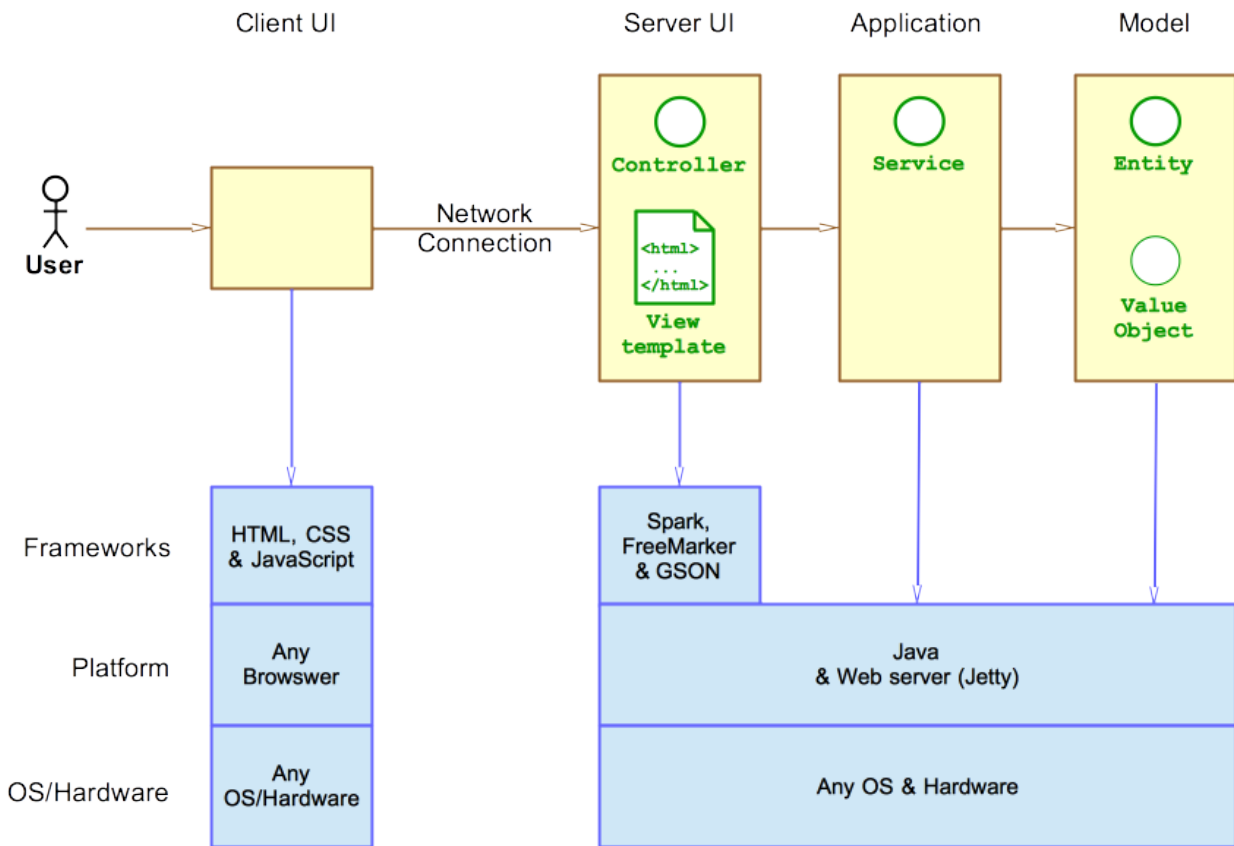 Client UI
Server UI
Application
Model
Controller
Service
Entity
User
Network
Connection
<html>
...
</html>
View
template
Value
Object
Frameworks
HTML, CSS
& JavaScript
Spark,
FreeMarker
& GSON
Platform
Any
Browswer
Java
& Web server (Jetty)
OS/Hardware
Any
OS/Hardware
Any OS & Hardware